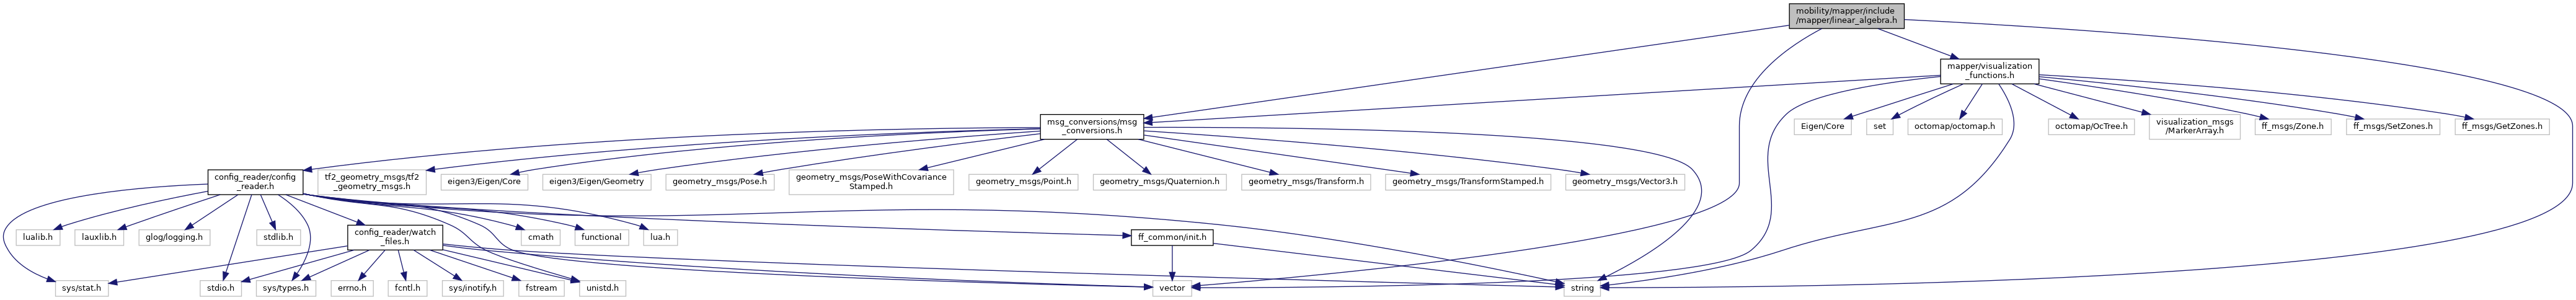 mobility/mapper/include
/mapper/linear_algebra.h
mapper/visualization
_functions.h
msg_conversions/msg
_conversions.h
Eigen/Core
set
octomap/octomap.h
octomap/OcTree.h
visualization_msgs
/MarkerArray.h
ff_msgs/Zone.h
ff_msgs/SetZones.h
ff_msgs/GetZones.h
config_reader/config
_reader.h
tf2_geometry_msgs/tf2
_geometry_msgs.h
eigen3/Eigen/Core
eigen3/Eigen/Geometry
geometry_msgs/Pose.h
geometry_msgs/PoseWithCovariance
Stamped.h
geometry_msgs/Point.h
geometry_msgs/Quaternion.h
geometry_msgs/Transform.h
geometry_msgs/TransformStamped.h
geometry_msgs/Vector3.h
lualib.h
lauxlib.h
glog/logging.h
stdlib.h
config_reader/watch
_files.h
cmath
functional
lua.h
ff_common/init.h
sys/stat.h
stdio.h
sys/types.h
errno.h
fcntl.h
sys/inotify.h
fstream
unistd.h
vector
string